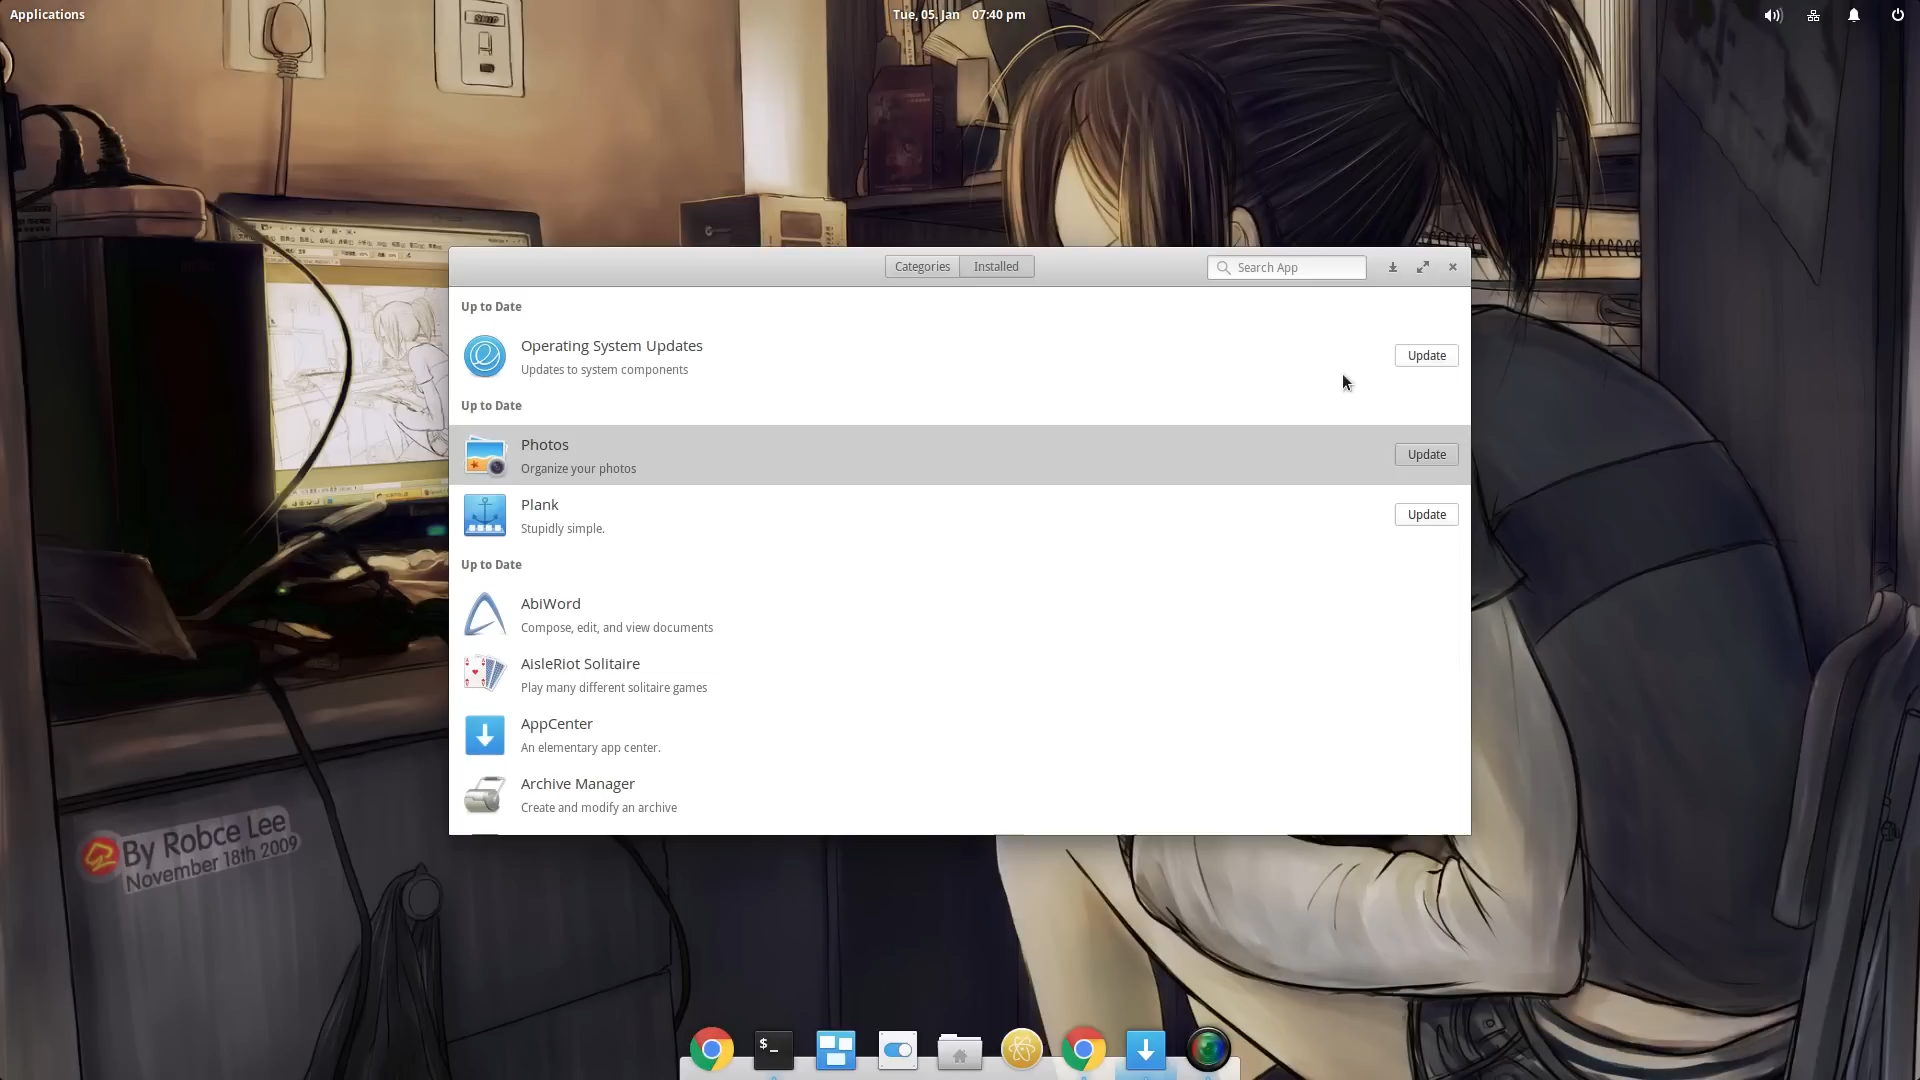 Applications
Tue, 05. Jan 07:40 pm
SKIP
Categories
Installed
Search App
Up to Date
Operating System Updates
Updates to system components
Update
Up to Date
Photos
Organize your photos
Update
Plank
Stupidly simple.
Update
Up to Date
AbiWord
Compose, edit, and view documents
AisleRiot Solitaire
Play many different solitaire games
AppCenter
An elementary app center.
Archive Manager
Create and modify an archive
By Robce Lee
November 18th 2009
$_